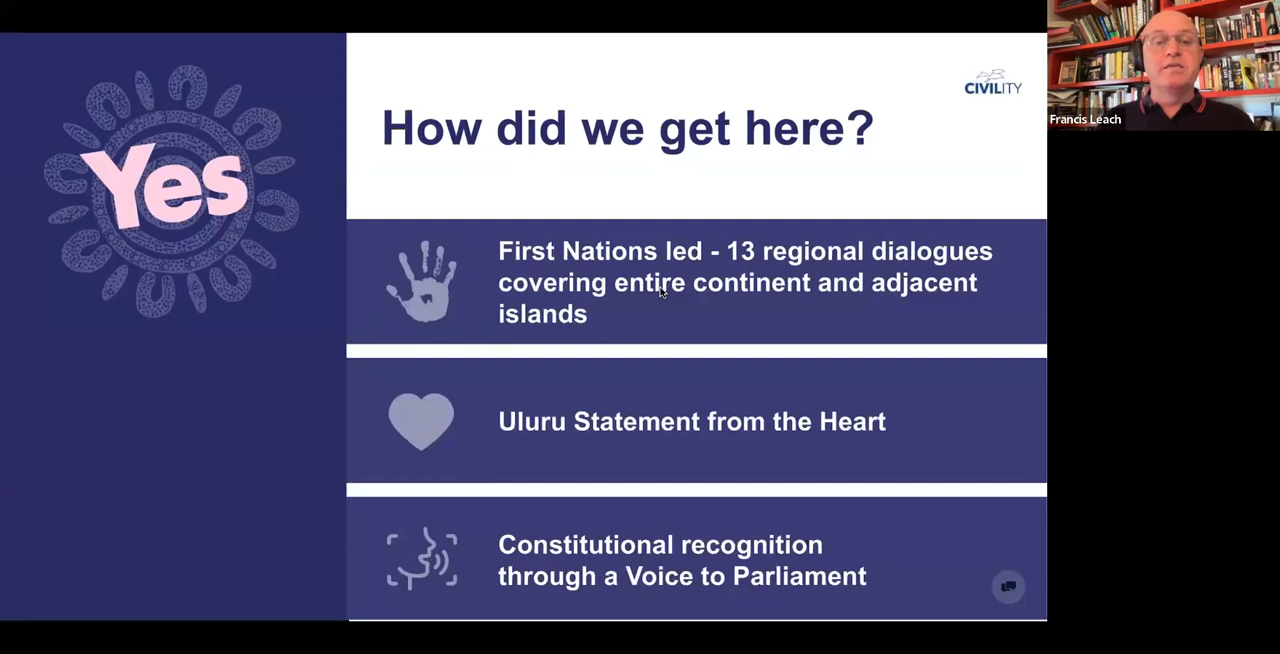 Yes
CIVILITY
How did we get here?
First Nations led - 13 regional dialogues
covering entire continent and adjacent
islands
Uluru Statement from the Heart
Constitutional recognition
through a Voice to Parliament
Francis Leach